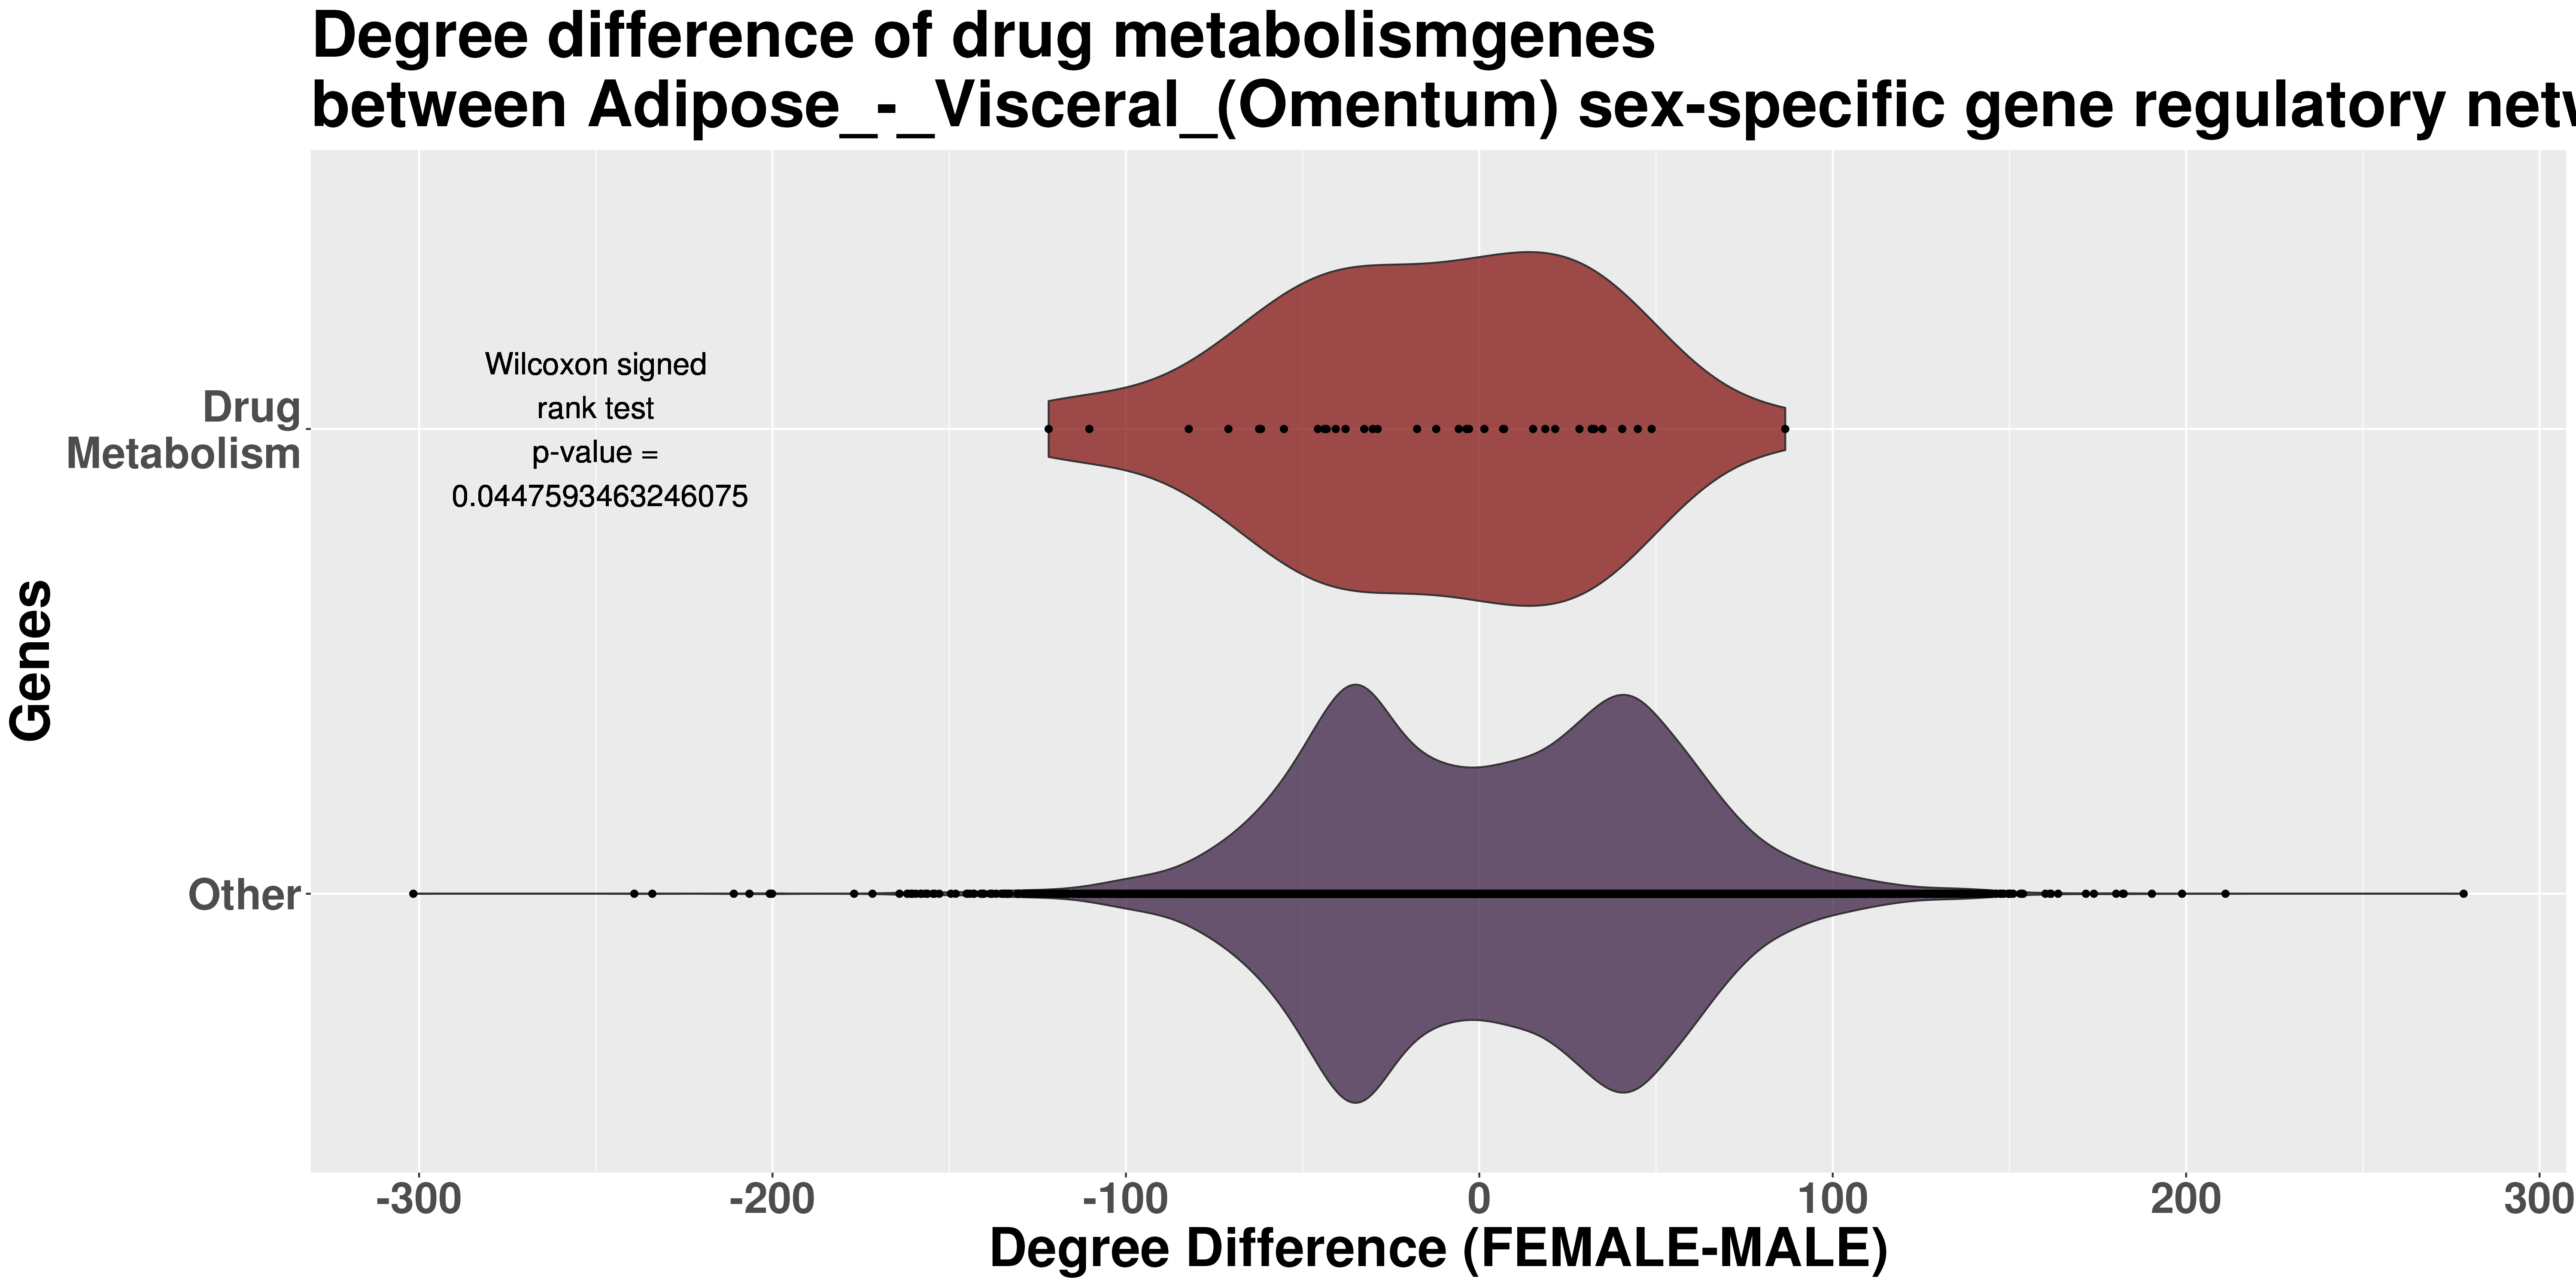 Degree difference of drug metabolismgenes
between Adipose_-_Visceral_(Omentum) sex-specific gene regulatory
Wilcoxon signed
rank test
p-value =
0.0447593463246075
Drug
Metabolism
Other
Genes
-300 -200 -100 0 100 200 300
Degree Difference (FEMALE-MALE)